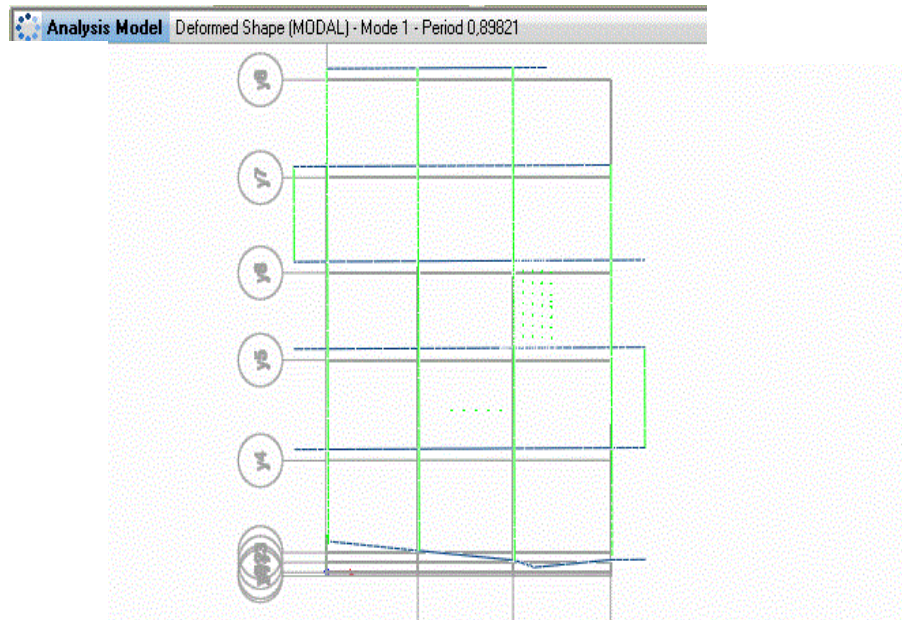 Analysis Model Deformed Shape (MODAL) - Mode 1 - Period 0,89821
y8
y7
y6
y5
y4